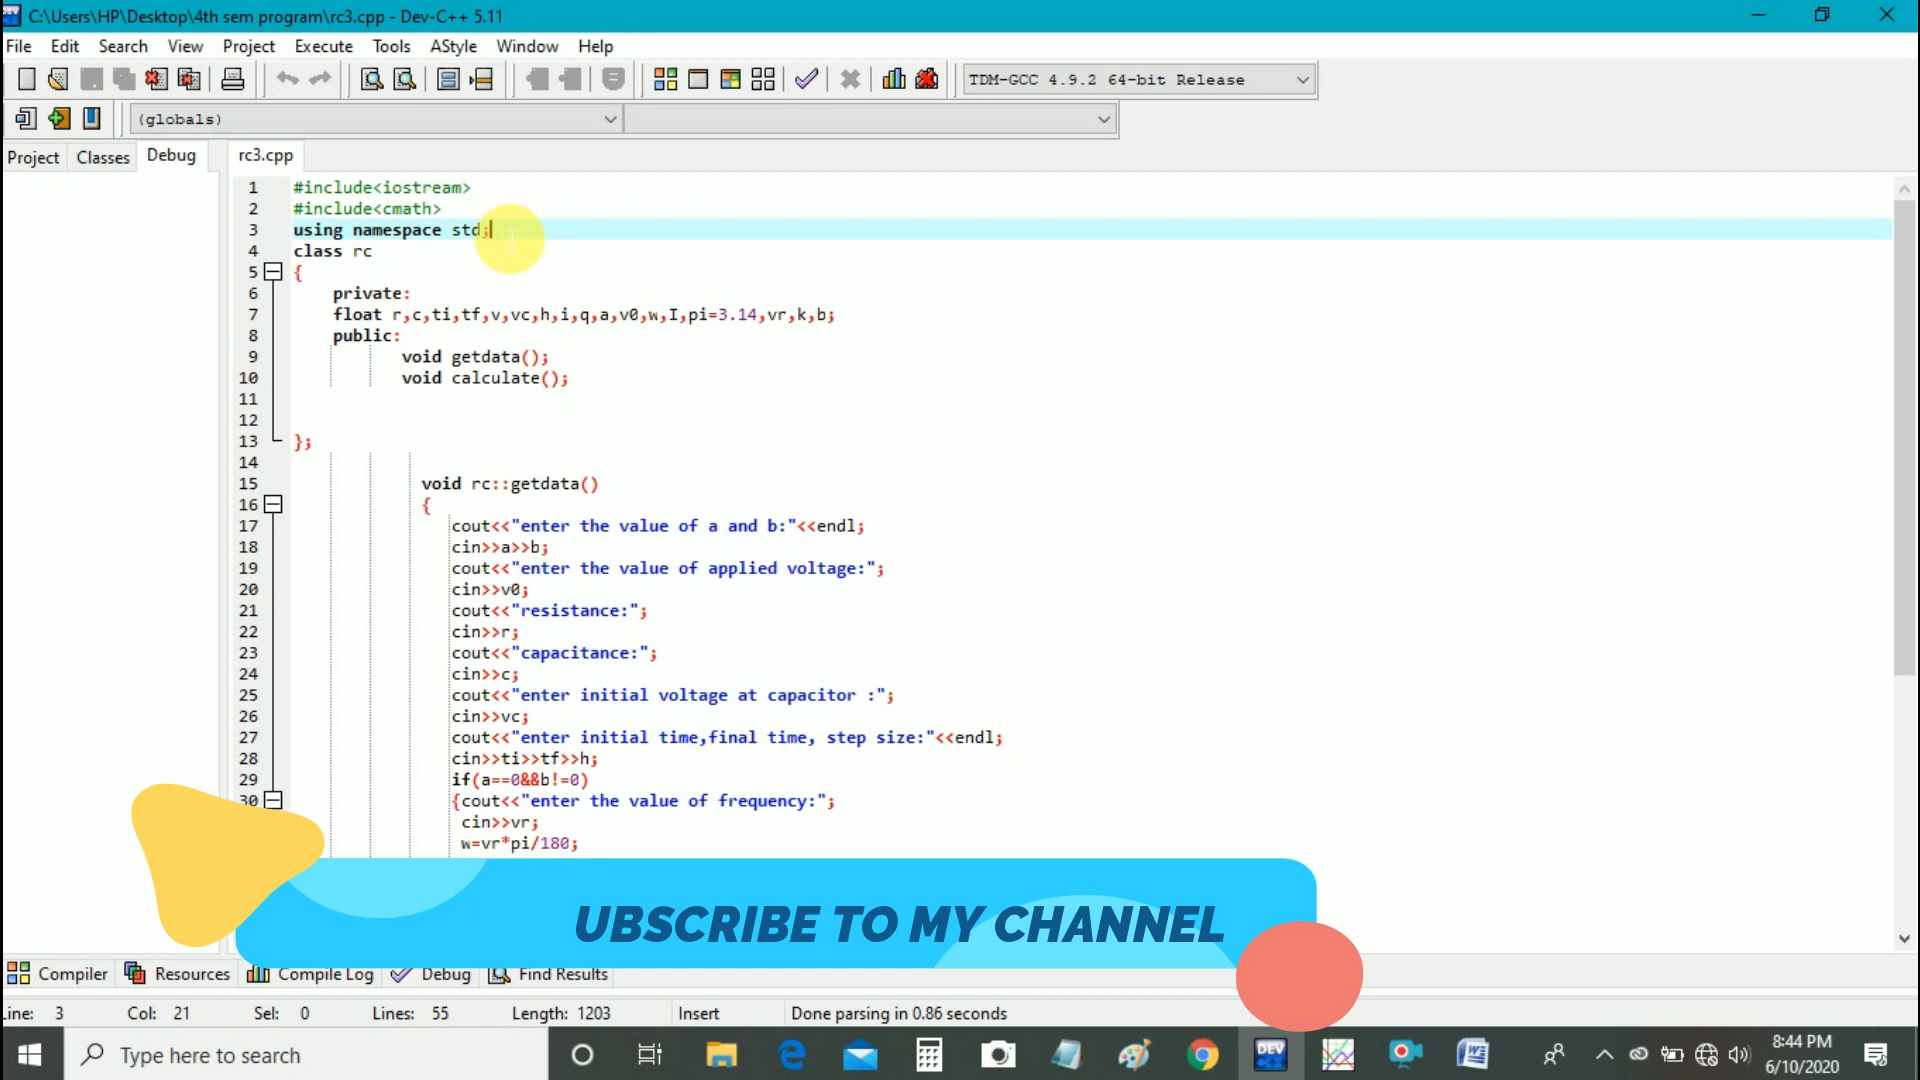 C:\Users\HP\Desktop\4th sem program\rc3.cpp - Dev-C++ 5.11
File Edit Search View Project Execute Tools AStyle Window Help
TDM-GCC 4.9.2 64-bit Release
(globals)
Project Classes Debug rc3.cpp
1 #include<iostream>
2 #include<cmath>
3 using namespace std;
4 class rc
5 {
6 private:
7 float r,c,ti,tf,v,vc,h,i,q,a,v0,w,I,pi=3.14,vr,k,b;
8 public:
9 void getdata();
10 void calculate();
11
12
13 };
14
15 void rc::getdata()
16 {
17 cout<<"enter the value of a and b:"<<endl;
18 cin>>a>>b;
19 cout<<"enter the value of applied voltage:";
20 cin>>v0;
21 cout<<"resistance:";
22 cin>>r;
23 cout<<"capacitance:";
24 cin>>c;
25 cout<<"enter initial voltage at capacitor :";
26 cin>>vc;
27 cout<<"enter initial time,final time, step size:"<<endl;
28 cin>>ti>>tf>>h;
29 if(a==0&&b!=0)
30 {cout<<"enter the value of frequency:";
cin>>vr;
w=vr*pi/180;
UBSCRIBE TO MY CHANNEL
Compiler Resources Compile Log Debug Find Results
Line: 3 Col: 21 Sel: 0 Lines: 55 Length: 1203 Insert Done parsing in 0.86 seconds
Type here to search
DEV
8:44 PM
6/10/2020